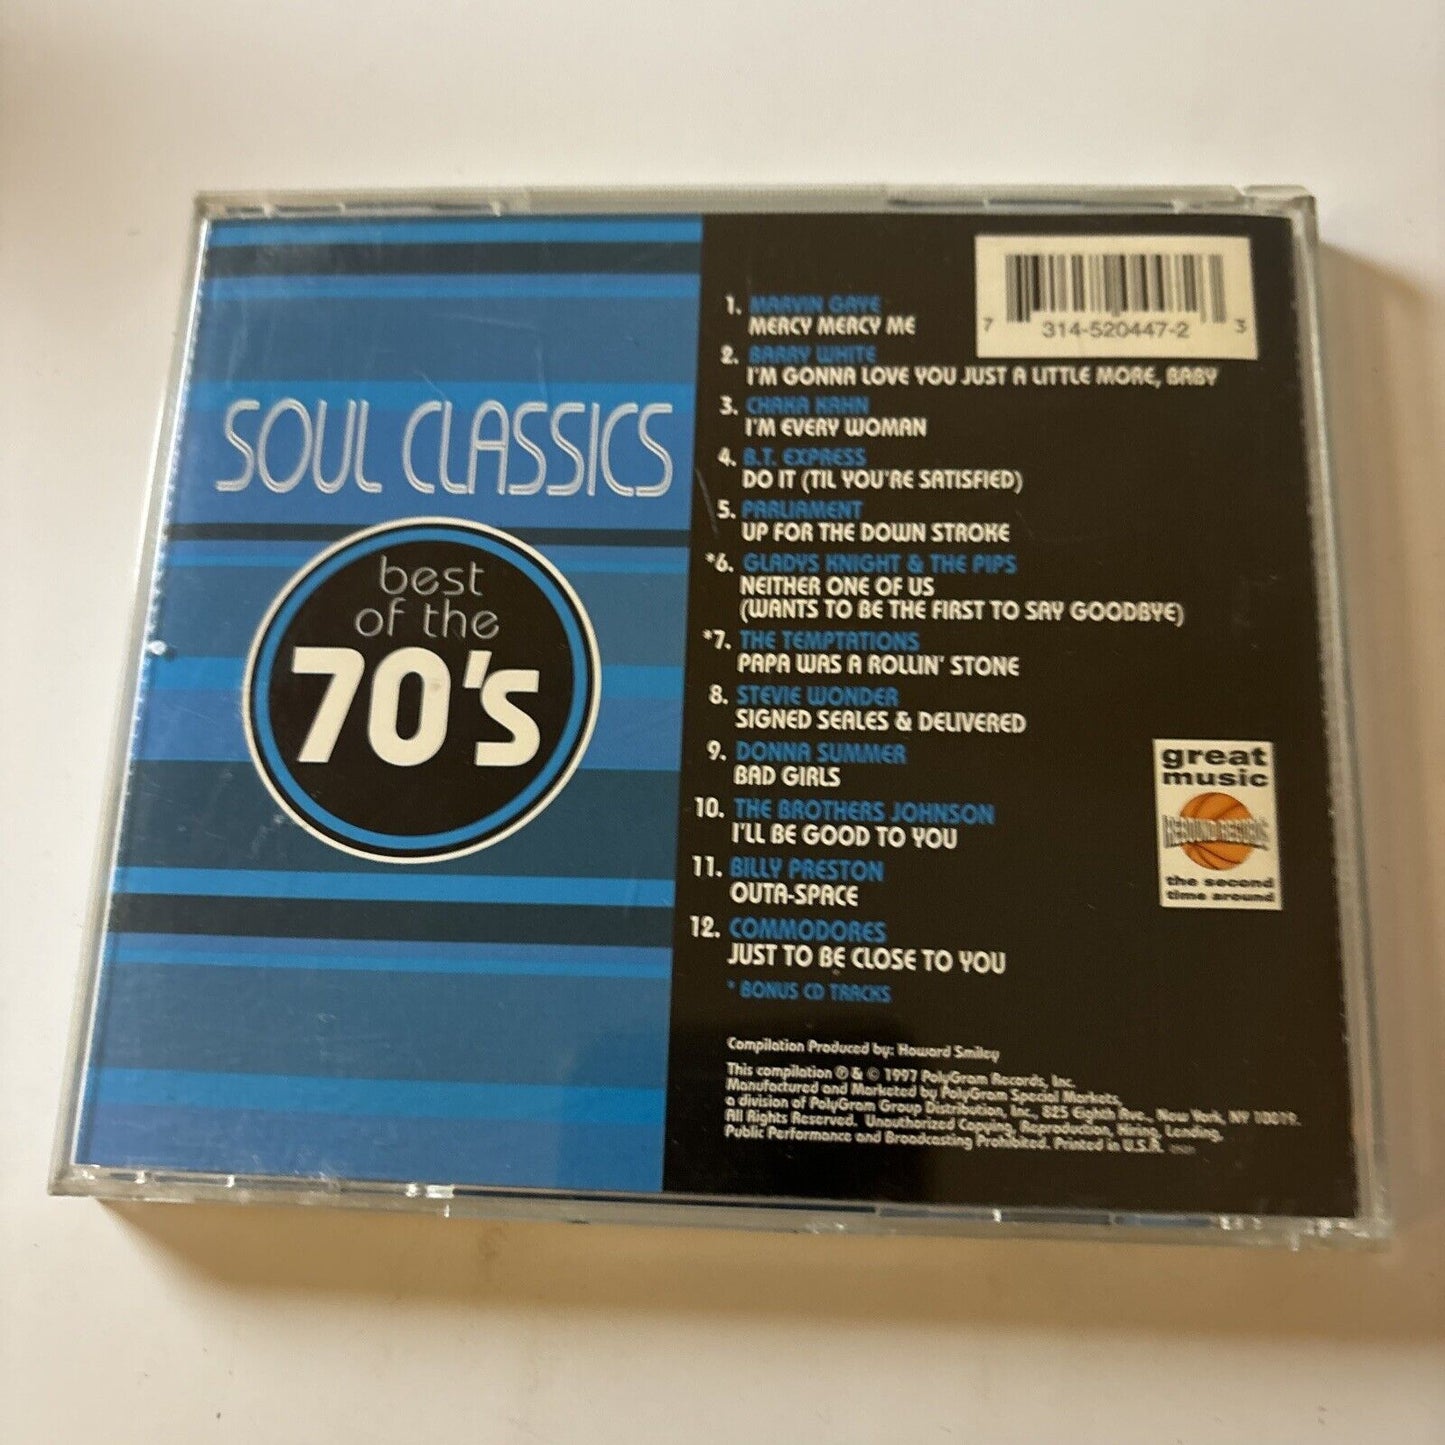 SOUL CLASSICS
best
of the
70's
7 314-520447-2 3
1. MARVIN GAYE
MERCY MERCY ME
2. BARRY WHITE
I'M GONNA LOVE YOU JUST A LITTLE MORE, BABY
3. CHAKA KAHN
I'M EVERY WOMAN
4. B.T. EXPRESS
DO IT (TIL YOU'RE SATISFIED)
5. PARLIAMENT
UP FOR THE DOWN STROKE
*6. GLADYS KNIGHT & THE PIPS
NEITHER ONE OF US
(WANTS TO BE THE FIRST TO SAY GOODBYE)
*7. THE TEMPTATIONS
PAPA WAS A ROLLIN' STONE
8. STEVIE WONDER
SIGNED SEALES & DELIVERED
9. DONNA SUMMER
BAD GIRLS
10. THE BROTHERS JOHNSON
I'LL BE GOOD TO YOU
11. BILLY PRESTON
OUTA-SPACE
12. COMMODORES
JUST TO BE CLOSE TO YOU
* BONUS CD TRACKS
great
music
REBOUND RECORDS
the second
time around
Compilation Produced by: Howard Smiley
This compilation ℗ & © 1997 PolyGram Records, Inc.
Manufactured and Marketed by PolyGram Special Markets,
a division of PolyGram Group Distribution, Inc., 825 Eighth Ave., New York, NY 10019.
All Rights Reserved. Unauthorized Copying, Reproduction, Hiring, Lending,
Public Performance and Broadcasting Prohibited. Printed in U.S.A.